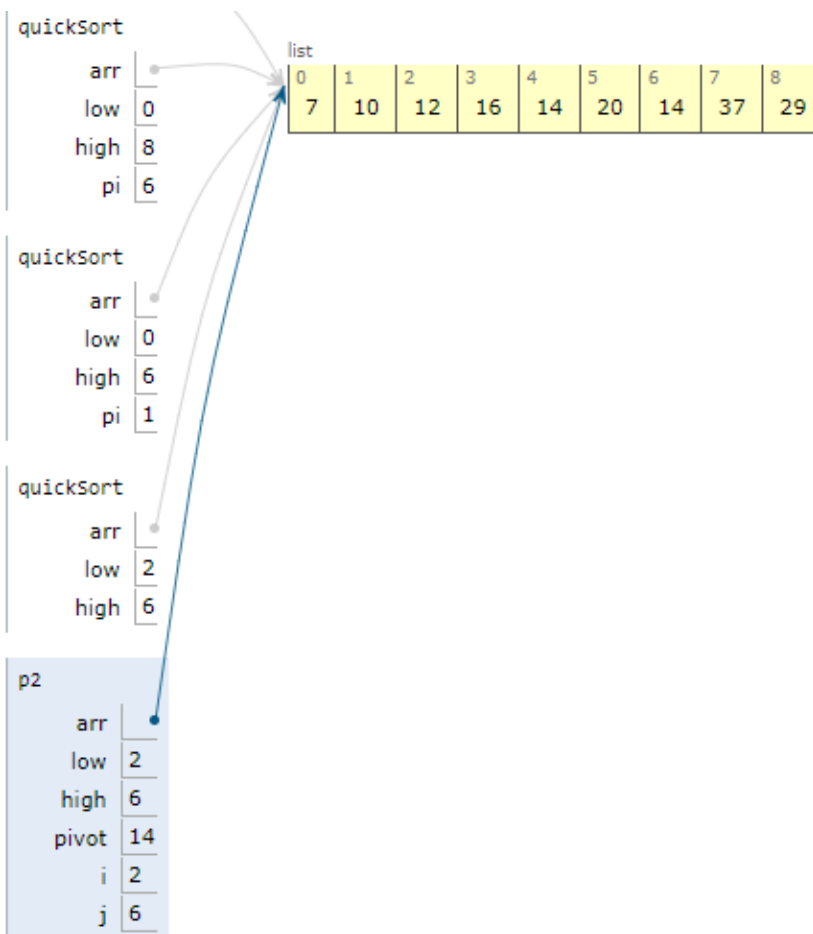 quickSort
arr
low 0
high 8
pi 6
list
0 1 2 3 4 5 6 7 8
7 10 12 16 14 20 14 37 29
quickSort
arr
low 0
high 6
pi 1
quickSort
arr
low 2
high 6
p2
arr
low 2
high 6
pivot 14
i 2
j 6